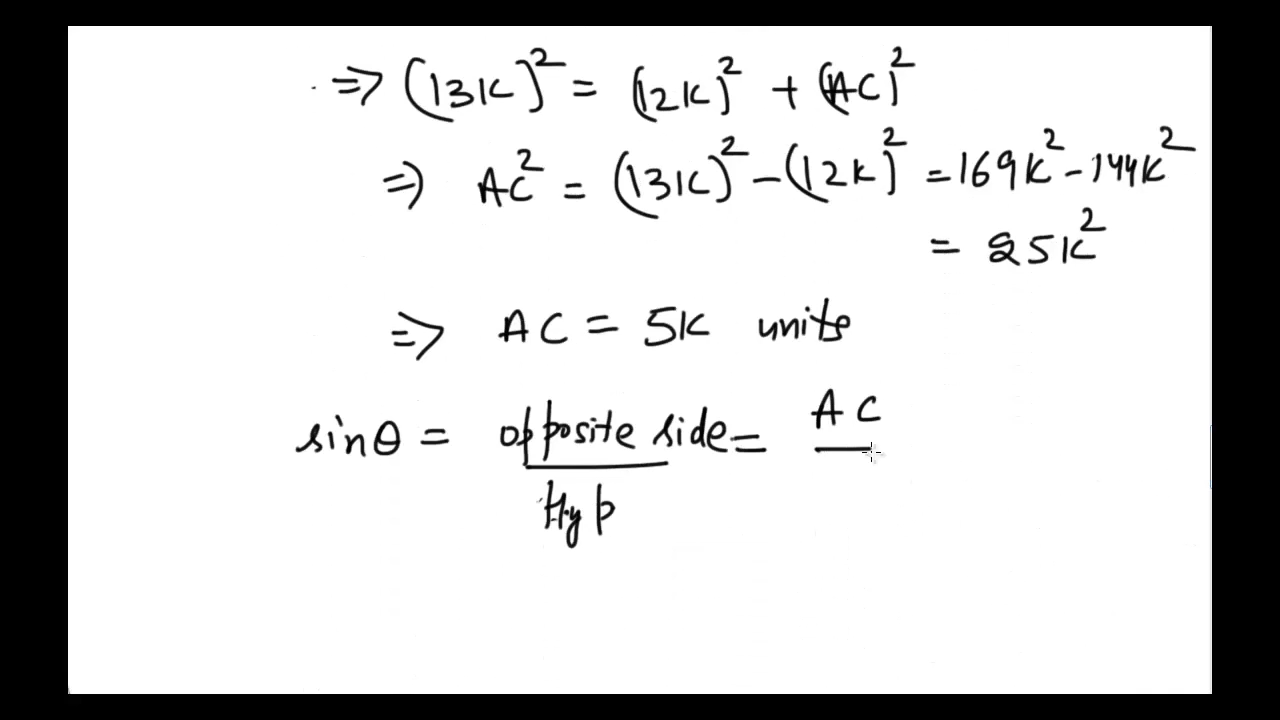 => (13K)² = (12K)² + (AC)²
=> AC² = (13K)² - (12K)² = 169K² - 144K²
= 25K²
=> AC = 5K units
sinθ = opposite side = AC
Hyp